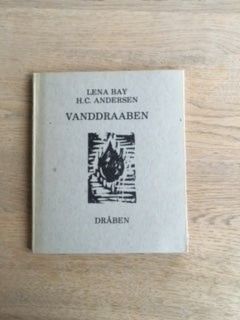 LENA BAY
H.C. ANDERSEN
VANDDRAABEN
DRÅBEN